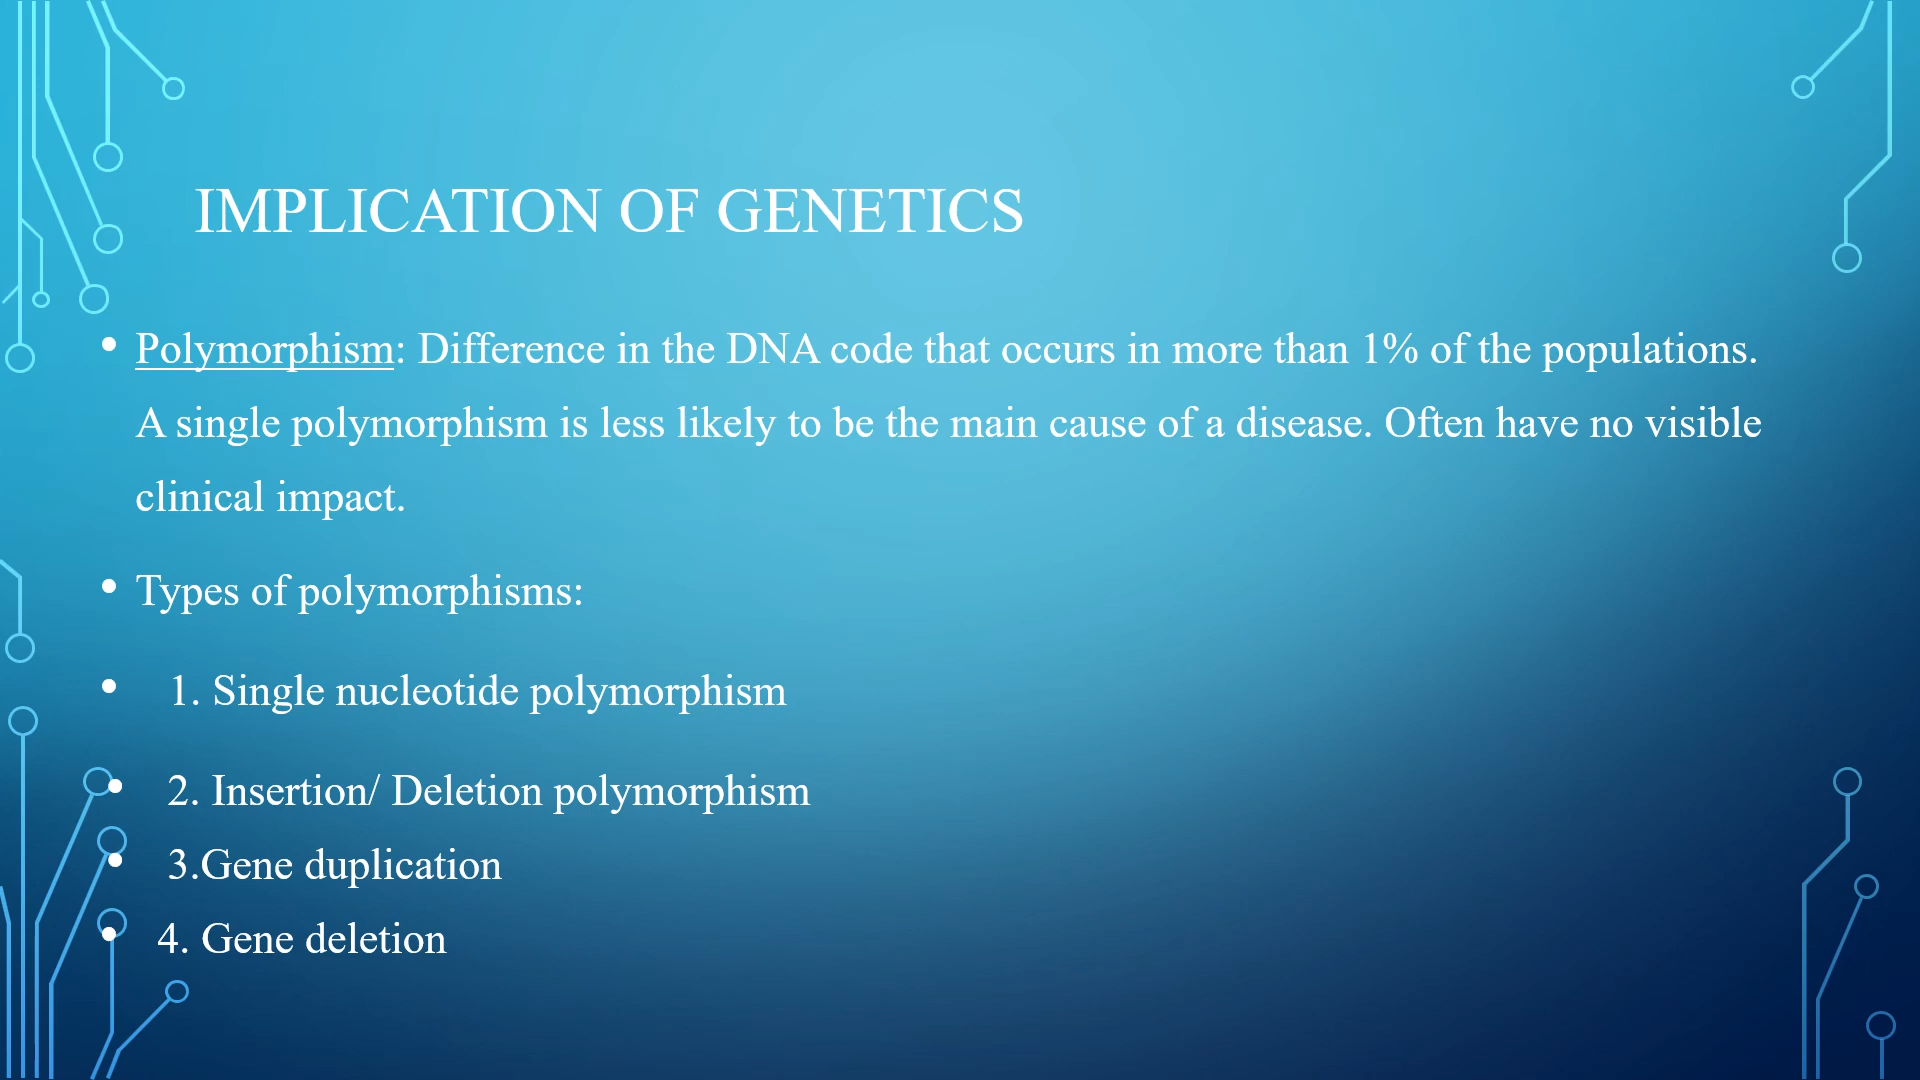 IMPLICATION OF GENETICS
• Polymorphism: Difference in the DNA code that occurs in more than 1% of the populations.
A single polymorphism is less likely to be the main cause of a disease. Often have no visible
clinical impact.
• Types of polymorphisms:
• 1. Single nucleotide polymorphism
• 2. Insertion/ Deletion polymorphism
• 3.Gene duplication
• 4. Gene deletion